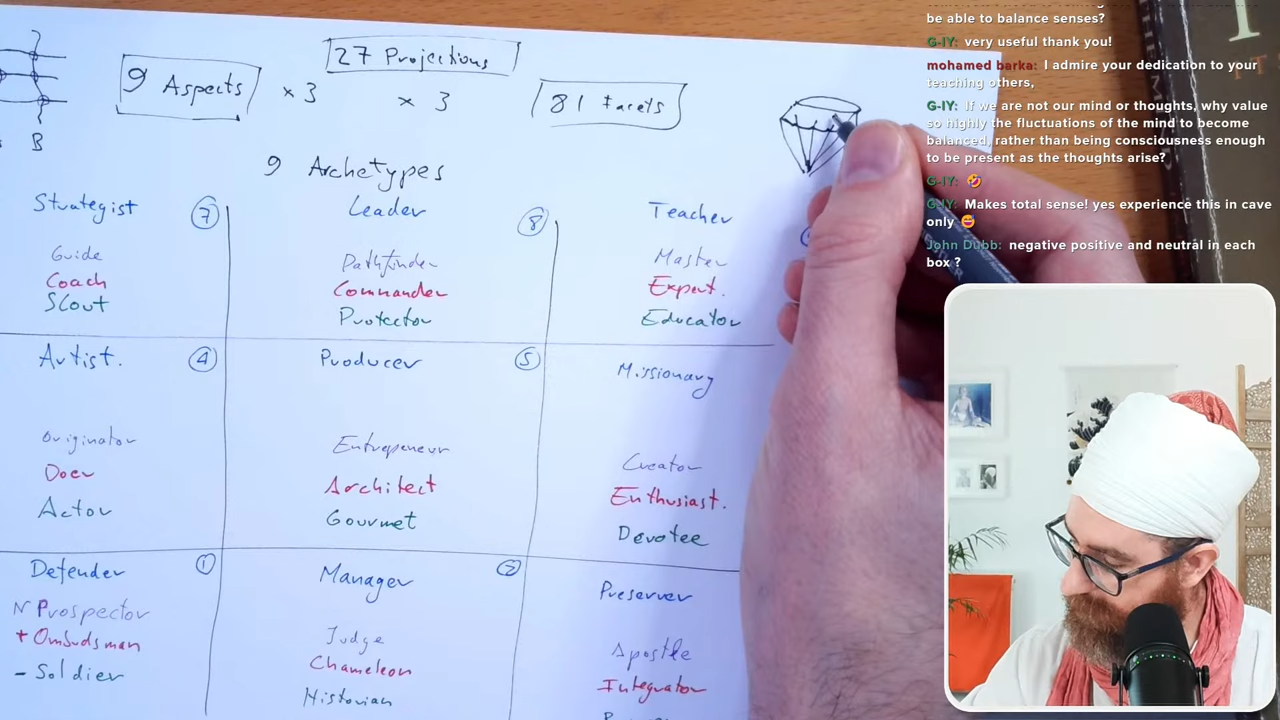 27 Projections
9 Aspects
x 3
x 3
81 Facets
B
9 Archetypes
Strategist
7
Leader
8
Teacher
Guide
Coach
Scout
Pathfinder
Commander
Protector
Master
Expert.
Educator
Artist.
4
Producer
5
Missionary
Originator
Doer
Actor
Entrepeneur
Architect
Gourmet
Creator
Enthusiast.
Devotee
Defender
1
Manager
2
Preserver
N Prospector
+ Ombudsman
- Soldier
Judge
Chameleon
Historian
Apostle
Integrator
be able to balance senses?
G-IY: very useful thank you!
mohamed barka: I admire your dedication to your
teaching others,
G-IY: If we are not our mind or thoughts, why value
so highly the fluctuations of the mind to become
balanced, rather than being consciousness enough
to be present as the thoughts arise?
G-IY: 🤣
G-IY: Makes total sense! yes experience this in cave
only 😅
John Dubb: negative positive and neutral in each
box ?